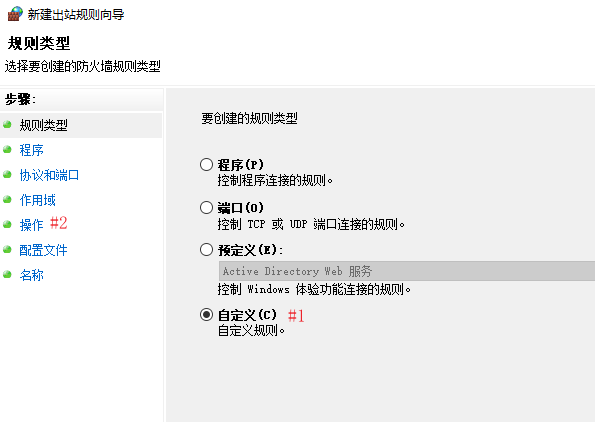 新建出站规则向导
规则类型
选择要创建的防火墙规则类型
步骤:
规则类型
程序
协议和端口
作用域
操作 #2
配置文件
名称
要创建的规则类型
程序(P)
控制程序连接的规则。
端口(O)
控制 TCP 或 UDP 端口连接的规则。
预定义(E):
Active Directory Web 服务
控制 Windows 体验功能连接的规则。
自定义(C) #1
自定义规则。